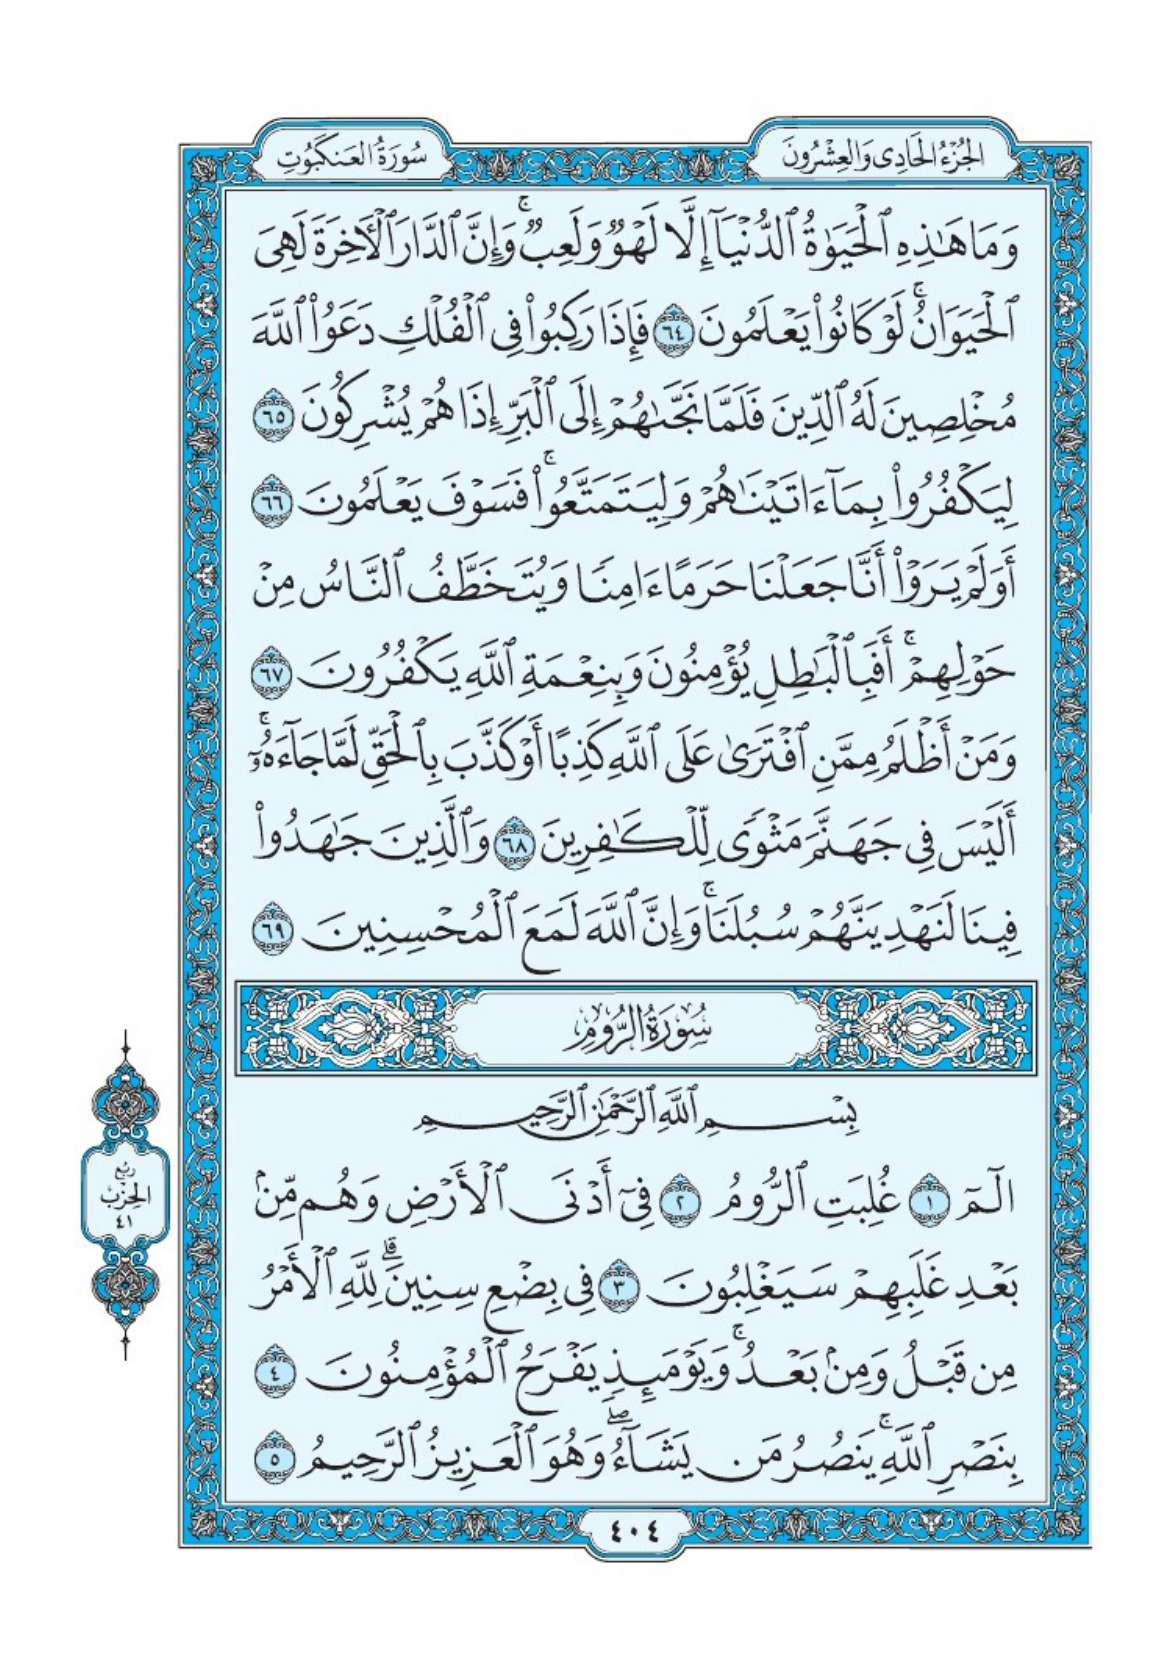 الجُزْءُ الحَادِى وَالعِشْرُونَ
سُورَةُ العَنكَبُوتِ
وَمَا هَٰذِهِ ٱلْحَيَوٰةُ ٱلدُّنْيَآ إِلَّا لَهْوٌ وَلَعِبٌ ۚ وَإِنَّ ٱلدَّارَ ٱلْأَخِرَةَ لَهِىَ
ٱلْحَيَوَانُ ۚ لَوْ كَانُوا۟ يَعْلَمُونَ ٦٤ فَإِذَا رَكِبُوا۟ فِى ٱلْفُلْكِ دَعَوُا۟ ٱللَّهَ
مُخْلِصِينَ لَهُ ٱلدِّينَ فَلَمَّا نَجَّىٰهُمْ إِلَى ٱلْبَرِّ إِذَا هُمْ يُشْرِكُونَ ٦٥
لِيَكْفُرُوا۟ بِمَآ ءَاتَيْنَٰهُمْ وَلِيَتَمَتَّعُوا۟ ۚ فَسَوْفَ يَعْلَمُونَ ٦٦
أَوَلَمْ يَرَوْا۟ أَنَّا جَعَلْنَا حَرَمًا ءَامِنًا وَيُتَخَطَّفُ ٱلنَّاسُ مِنْ
حَوْلِهِمْ ۚ أَفَبِٱلْبَٰطِلِ يُؤْمِنُونَ وَبِنِعْمَةِ ٱللَّهِ يَكْفُرُونَ ٦٧
وَمَنْ أَظْلَمُ مِمَّنِ ٱفْتَرَىٰ عَلَى ٱللَّهِ كَذِبًا أَوْ كَذَّبَ بِٱلْحَقِّ لَمَّا جَآءَهُۥٓ ۚ
أَلَيْسَ فِى جَهَنَّمَ مَثْوًى لِّلْكَٰفِرِينَ ٦٨ وَٱلَّذِينَ جَٰهَدُوا۟
فِينَا لَنَهْدِيَنَّهُمْ سُبُلَنَا ۚ وَإِنَّ ٱللَّهَ لَمَعَ ٱلْمُحْسِنِينَ ٦٩
سُورَةُ الرُّومِ
بِسْمِ ٱللَّهِ ٱلرَّحْمَٰنِ ٱلرَّحِيمِ
الٓمٓ ١ غُلِبَتِ ٱلرُّومُ ٢ فِىٓ أَدْنَى ٱلْأَرْضِ وَهُم مِّنۢ
بَعْدِ غَلَبِهِمْ سَيَغْلِبُونَ ٣ فِى بِضْعِ سِنِينَ ۗ لِلَّهِ ٱلْأَمْرُ
مِن قَبْلُ وَمِنۢ بَعْدُ ۚ وَيَوْمَئِذٍ يَفْرَحُ ٱلْمُؤْمِنُونَ ٤
بِنَصْرِ ٱللَّهِ ۚ يَنصُرُ مَن يَشَآءُ ۖ وَهُوَ ٱلْعَزِيزُ ٱلرَّحِيمُ ٥
ربع
الحزب
٤١
٤٠٤